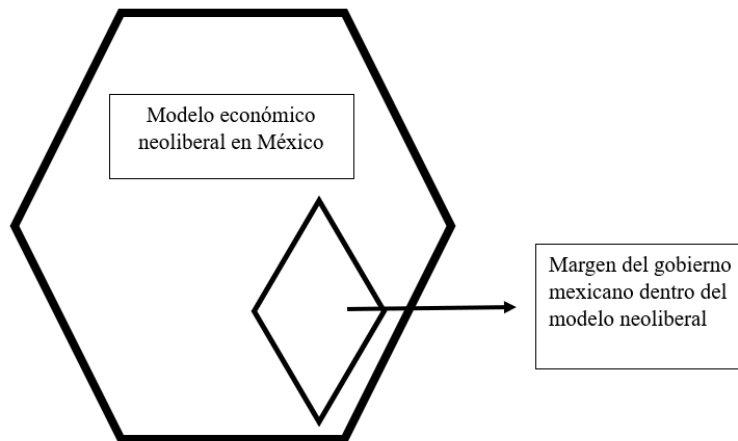 Modelo económico
neoliberal en México
Margen del gobierno
mexicano dentro del
modelo neoliberal